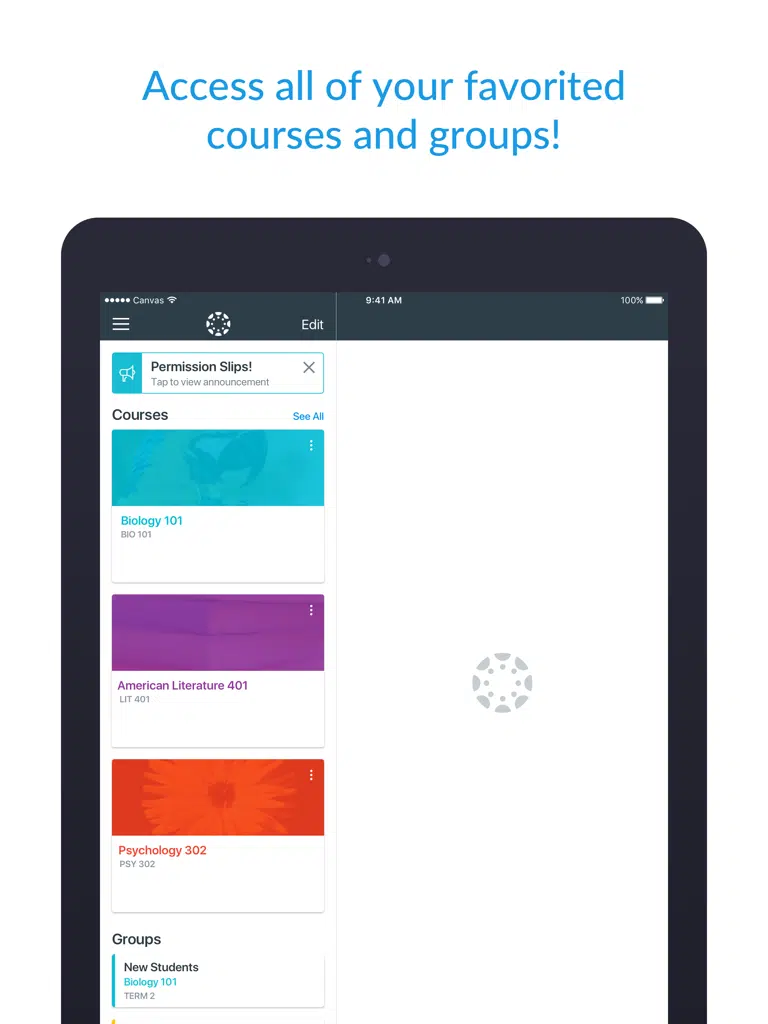 Access all of your favorited
courses and groups!
Canvas
9:41 AM
100%
Edit
Permission Slips!
Tap to view announcement
Courses
See All
Biology 101
BIO 101
American Literature 401
LIT 401
Psychology 302
PSY 302
Groups
New Students
Biology 101
TERM 2